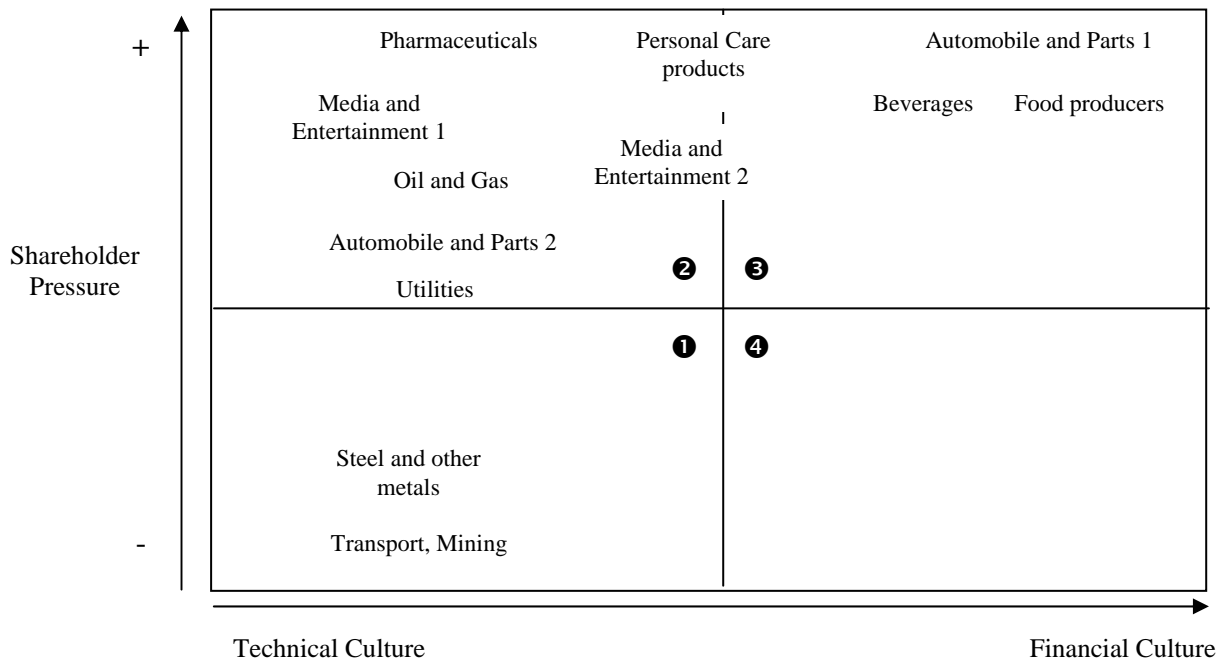 +
Pharmaceuticals
Personal Care
products
Automobile and Parts 1
Media and
Entertainment 1
Beverages
Food producers
Media and
Entertainment 2
Oil and Gas
Automobile and Parts 2
Shareholder
Pressure
❷
❸
Utilities
❶
❹
Steel and other
metals
-
Transport, Mining
Technical Culture
Financial Culture